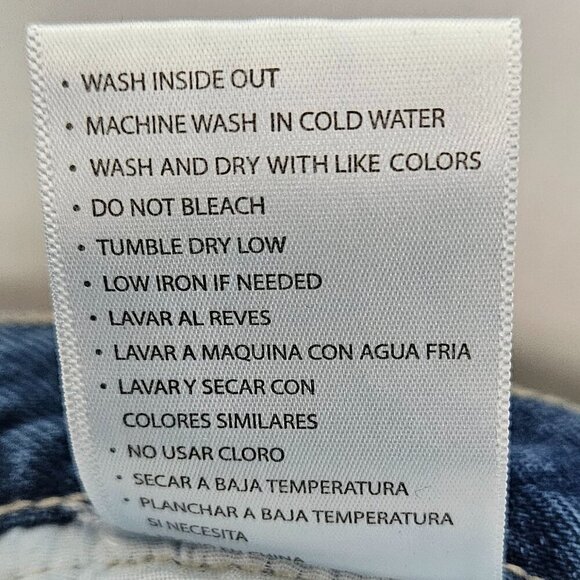 • WASH INSIDE OUT
• MACHINE WASH IN COLD WATER
• WASH AND DRY WITH LIKE COLORS
• DO NOT BLEACH
• TUMBLE DRY LOW
• LOW IRON IF NEEDED
• LAVAR AL REVES
• LAVAR A MAQUINA CON AGUA FRIA
• LAVAR Y SECAR CON
COLORES SIMILARES
• NO USAR CLORO
• SECAR A BAJA TEMPERATURA
• PLANCHAR A BAJA TEMPERATURA
SI NECESITA